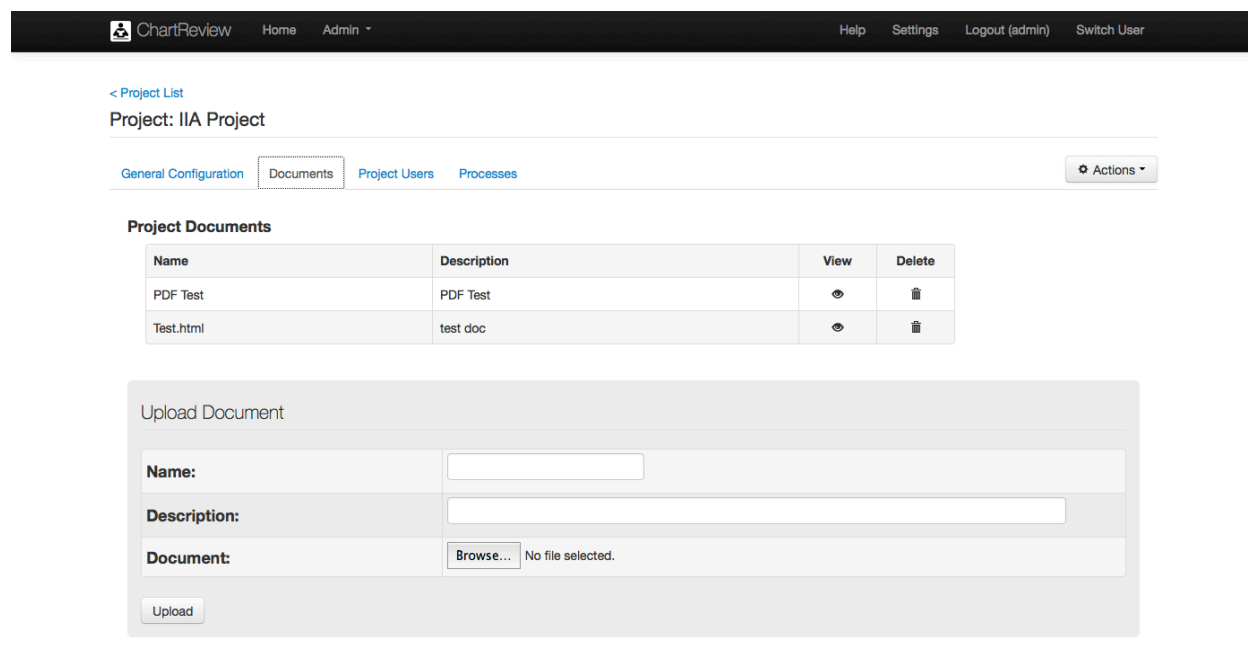 ChartReview Home Admin Help Settings Logout (admin) Switch User
< Project List
Project: IIA Project
General Configuration Documents Project Users Processes Actions
Project Documents
Name Description View Delete
PDF Test PDF Test
Test.html test doc
Upload Document
Name:
Description:
Document: Browse... No file selected.
Upload